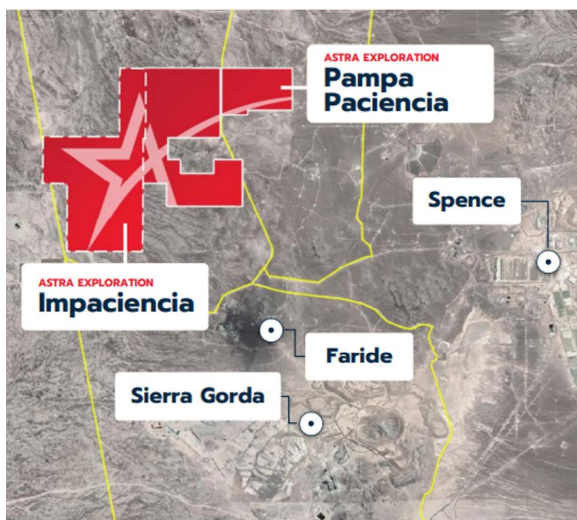 ASTRA EXPLORATION
Pampa
Paciencia
Spence
ASTRA EXPLORATION
Impaciencia
Faride
Sierra Gorda